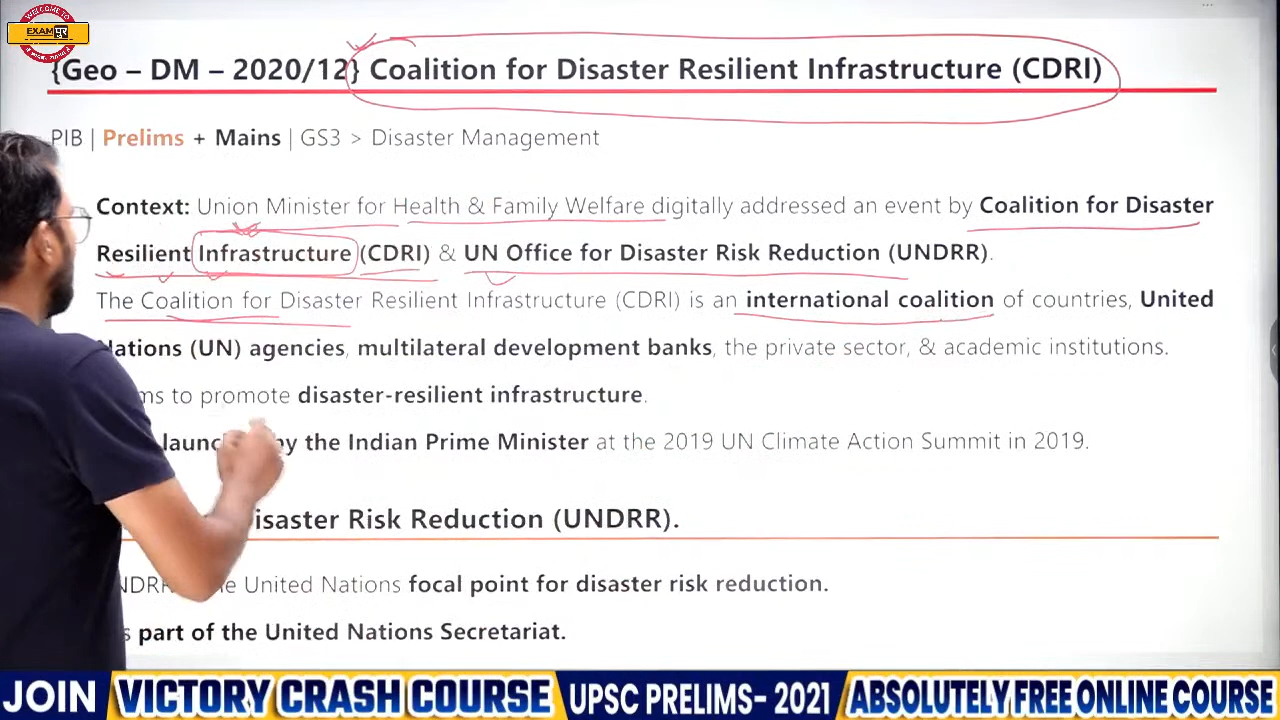 WELCOME TO
EXAM पुर
{Geo – DM – 2020/12} Coalition for Disaster Resilient Infrastructure (CDRI)
PIB | Prelims + Mains | GS3 > Disaster Management
Context: Union Minister for Health & Family Welfare digitally addressed an event by Coalition for Disaster
Resilient Infrastructure (CDRI) & UN Office for Disaster Risk Reduction (UNDRR).
The Coalition for Disaster Resilient Infrastructure (CDRI) is an international coalition of countries, United
Nations (UN) agencies, multilateral development banks, the private sector, & academic institutions.
to promote disaster-resilient infrastructure.
by the Indian Prime Minister at the 2019 UN Climate Action Summit in 2019.
Disaster Risk Reduction (UNDRR).
United Nations focal point for disaster risk reduction.
part of the United Nations Secretariat.
JOIN VICTORY CRASH COURSE UPSC PRELIMS- 2021 ABSOLUTELY FREE ONLINE COURSE